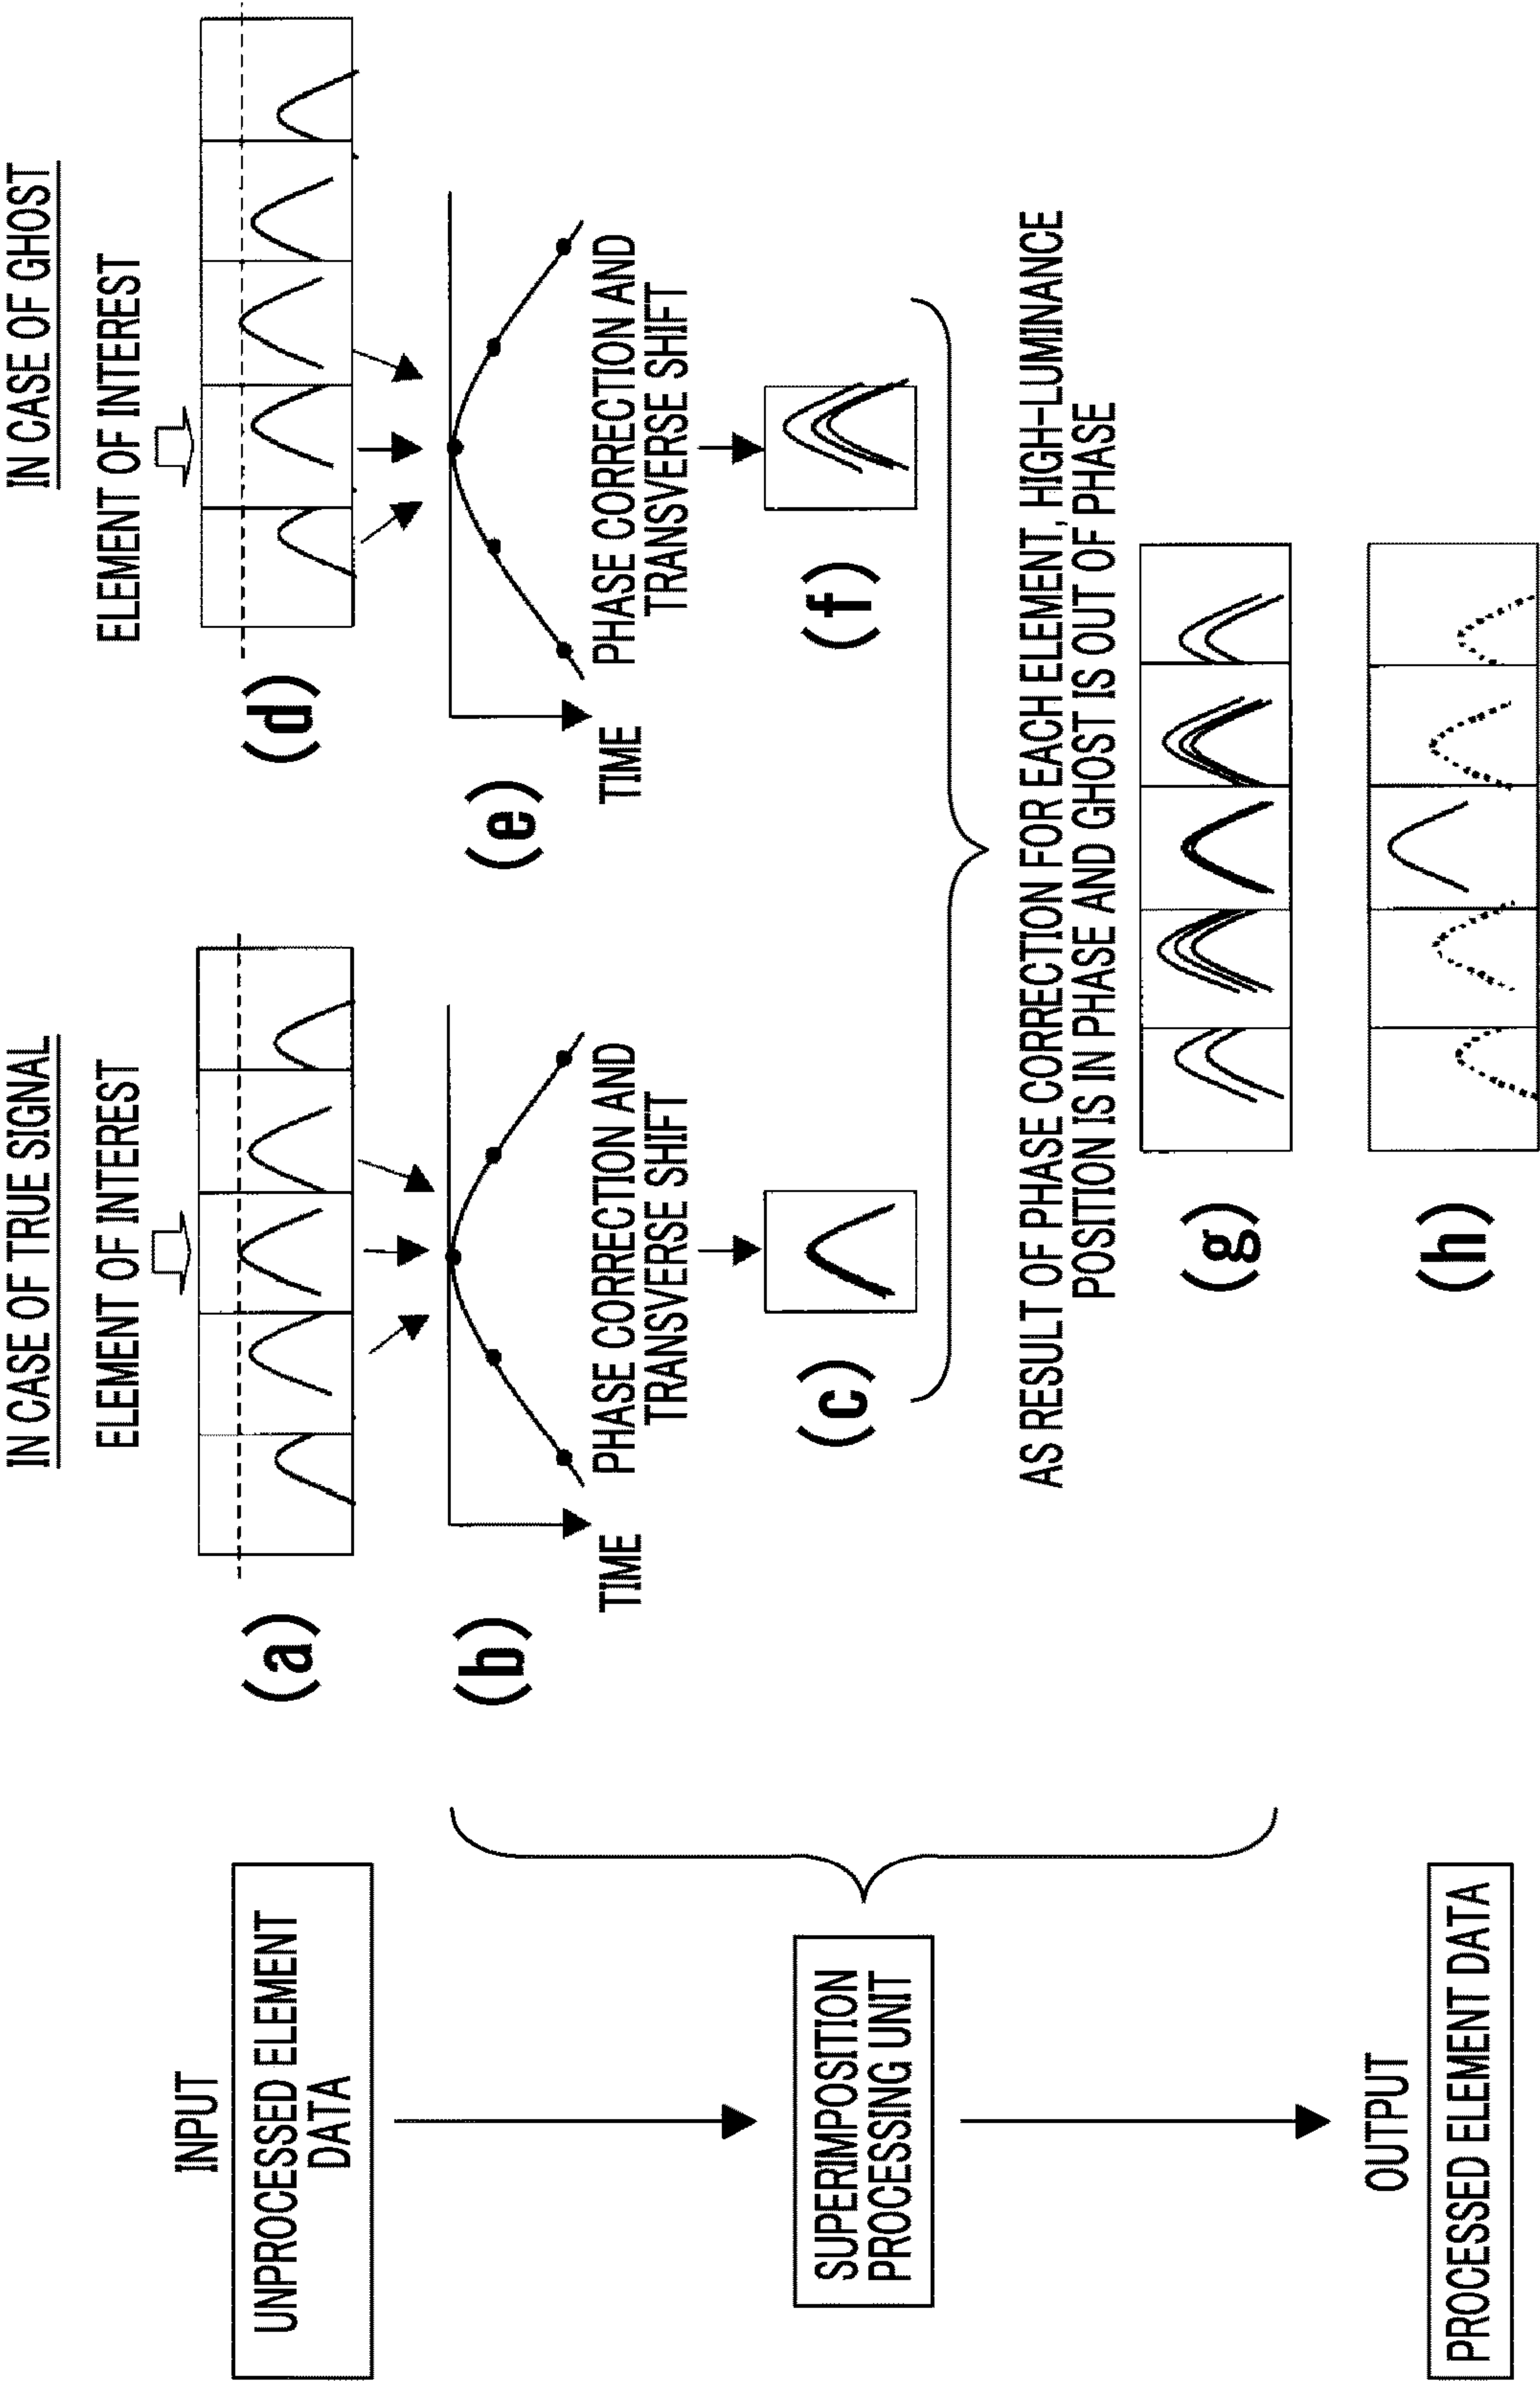 INPUT
UNPROCESSED ELEMENT
DATA
SUPERIMPOSITION
PROCESSING UNIT
OUTPUT
PROCESSED ELEMENT DATA
IN CASE OF TRUE SIGNAL
ELEMENT OF INTEREST
(a)
(b)
TIME
PHASE CORRECTION AND
TRANSVERSE SHIFT
(c)
IN CASE OF GHOST
ELEMENT OF INTEREST
(d)
(e)
TIME
PHASE CORRECTION AND
TRANSVERSE SHIFT
(f)
AS RESULT OF PHASE CORRECTION FOR EACH ELEMENT, HIGH-LUMINANCE
POSITION IS IN PHASE AND GHOST IS OUT OF PHASE
(g)
(h)